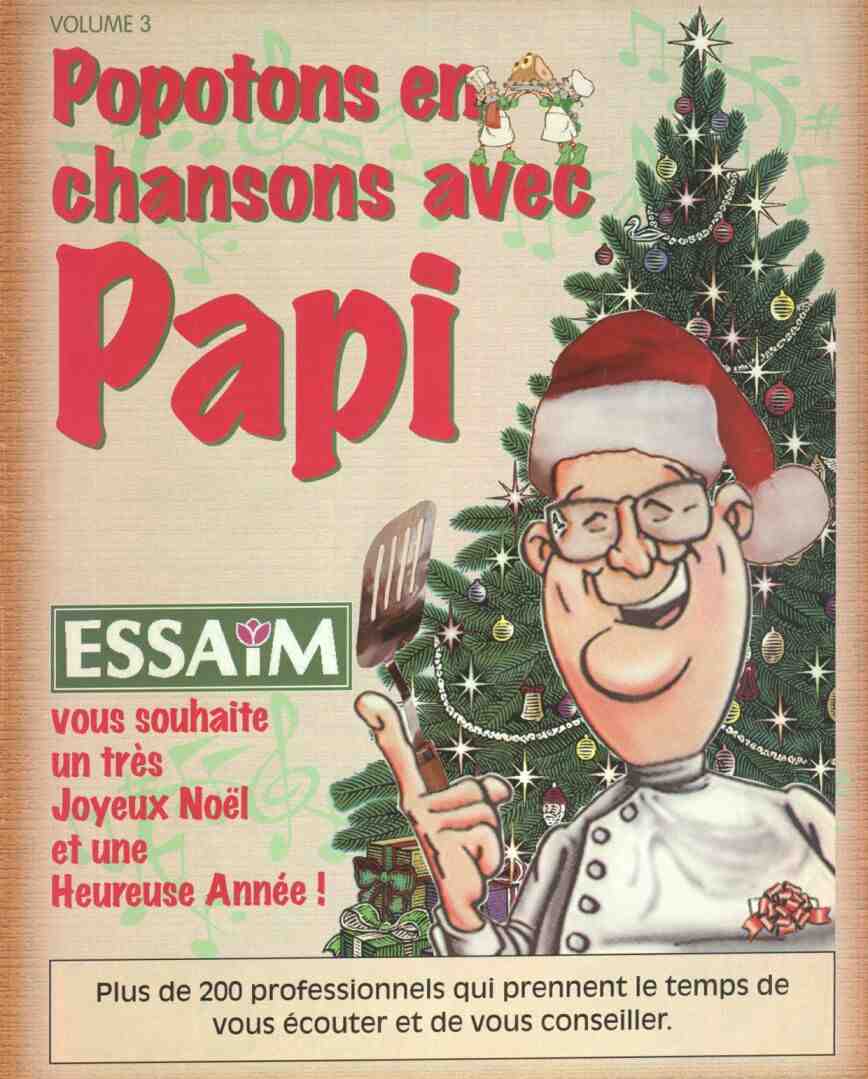 VOLUME 3
Popotons en
chansons avec
Papi
ESSAIM
vous souhaite
un très
Joyeux Noël
et une
Heureuse Année !
Plus de 200 professionnels qui prennent le temps de
vous écouter et de vous conseiller.